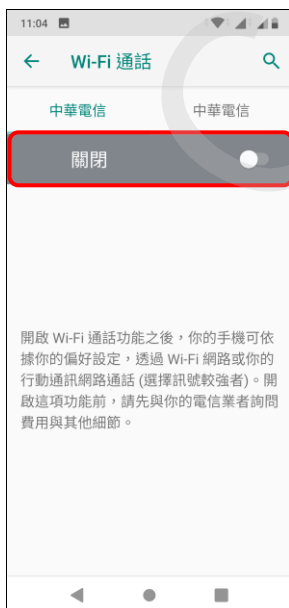 11:04
Wi-Fi 通話
中華電信 中華電信
關閉
開啟 Wi-Fi 通話功能之後，你的手機可依
據你的偏好設定，透過 Wi-Fi 網路或你的
行動通訊網路通話 (選擇訊號較強者)。開
啟這項功能前，請先與你的電信業者詢問
費用與其他細節。